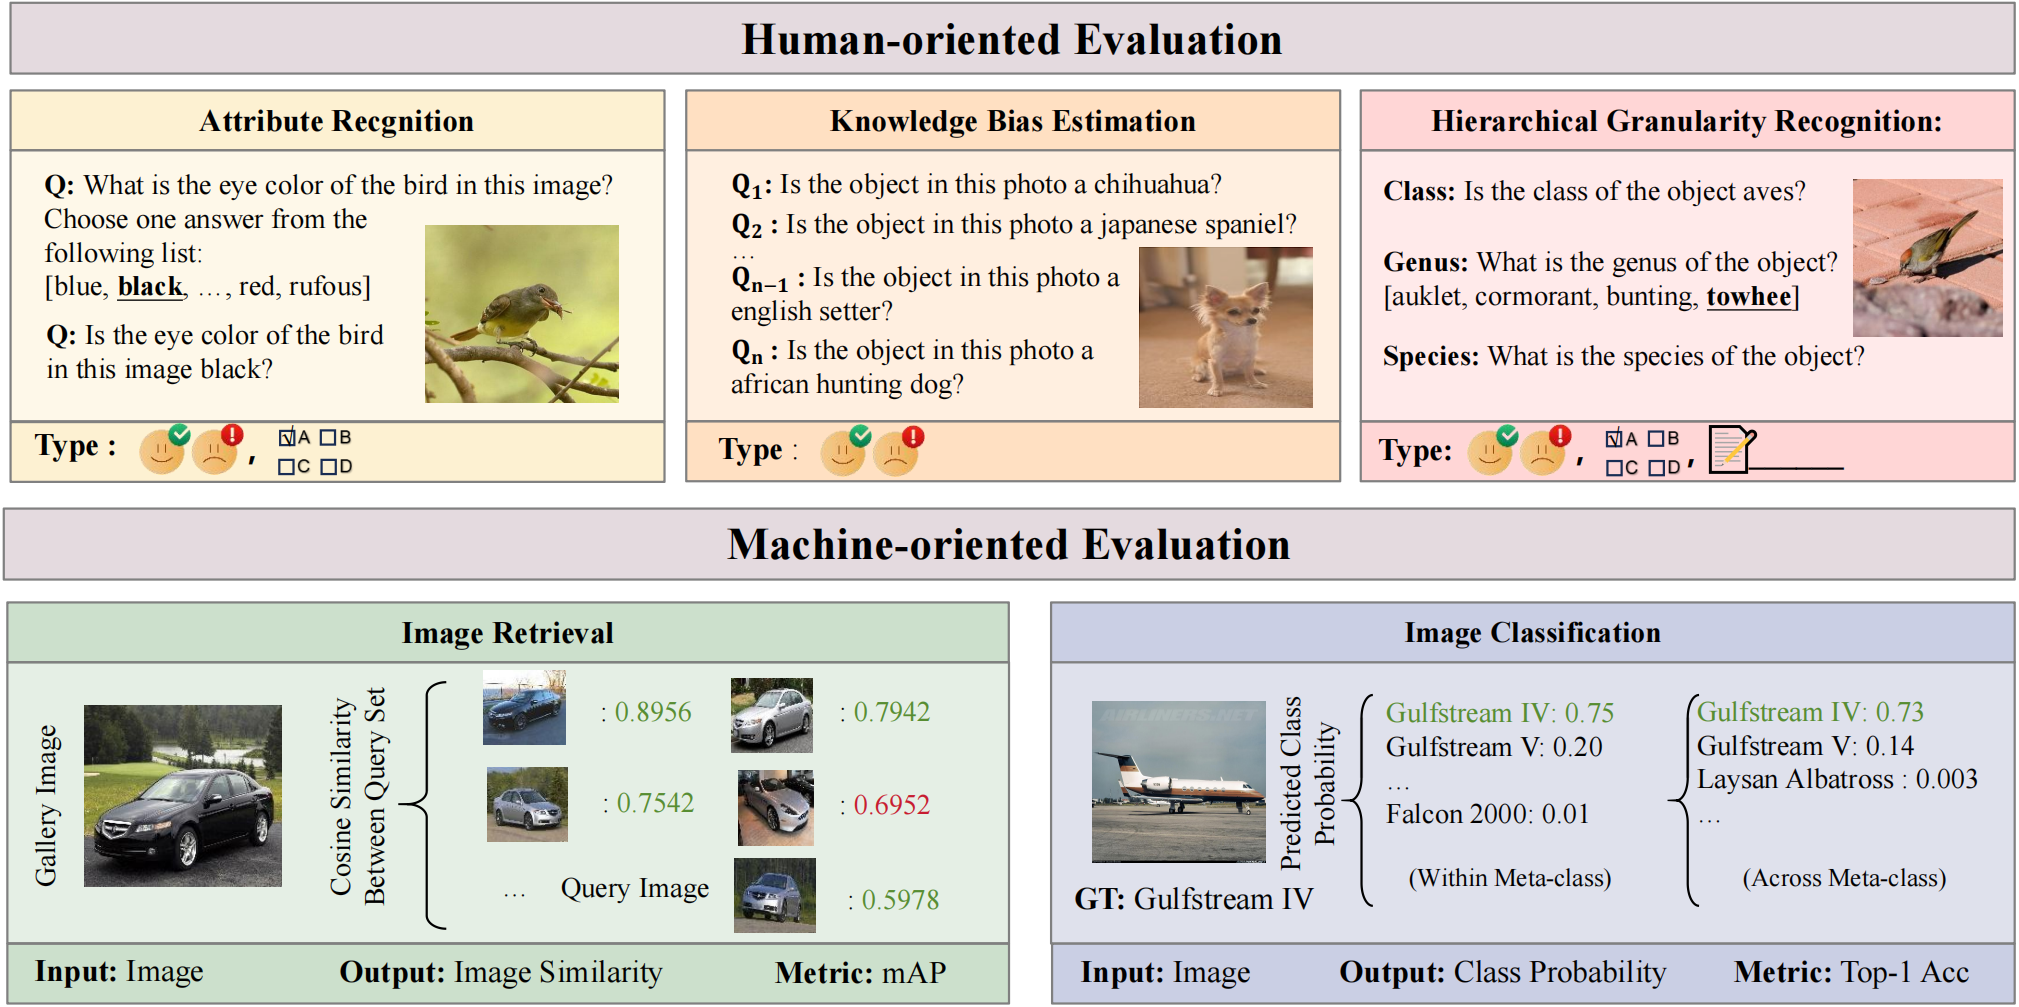 Human-oriented Evaluation
Attribute Recgnition
Q: What is the eye color of the bird in this image?
Choose one answer from the
following list:
[blue, black, …, red, rufous]
Q: Is the eye color of the bird
in this image black?
Type :
, √A B
C D
Knowledge Bias Estimation
Q1: Is the object in this photo a chihuahua?
Q2 : Is the object in this photo a japanese spaniel?
…
Qn−1 : Is the object in this photo a
english setter?
Qn : Is the object in this photo a
african hunting dog?
Type :
Hierarchical Granularity Recognition:
Class: Is the class of the object aves?
Genus: What is the genus of the object?
[auklet, cormorant, bunting, towhee]
Species: What is the species of the object?
Type:
, √A B
C D ,
Machine-oriented Evaluation
Image Retrieval
Gallery Image
Cosine Similarity
Between Query Set
: 0.8956
: 0.7942
: 0.7542
: 0.6952
… Query Image
: 0.5978
Input: Image
Output: Image Similarity
Metric: mAP
Image Classification
AIRLINERS.NET
GT: Gulfstream IV
Predicted Class
Probability
Gulfstream IV: 0.75
Gulfstream V: 0.20
…
Falcon 2000: 0.01
(Within Meta-class)
Gulfstream IV: 0.73
Gulfstream V: 0.14
Laysan Albatross : 0.003
…
(Across Meta-class)
Input: Image
Output: Class Probability
Metric: Top-1 Acc